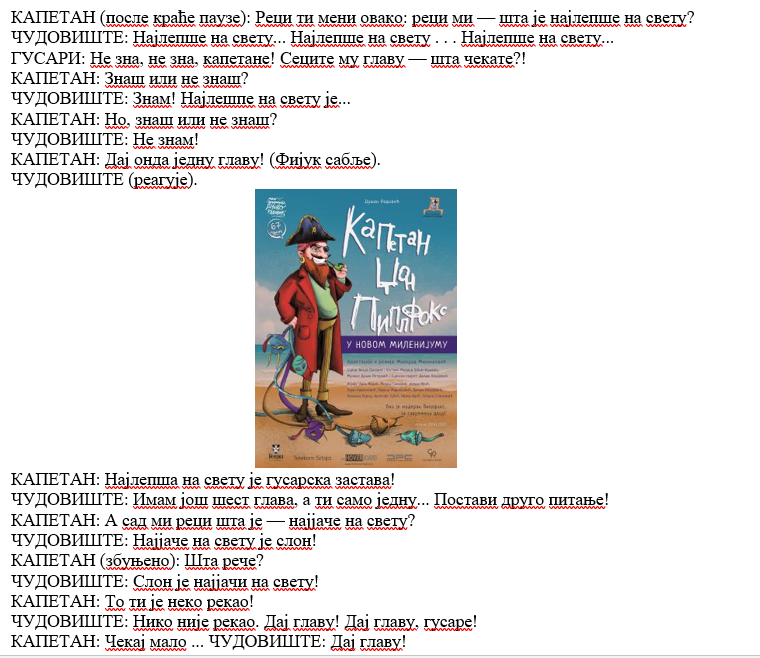 КАПЕТАН (после краће паузе): Реци ти мени овако: реци ми — шта је најлепше на свету?
ЧУДОВИШТЕ: Најлепше на свету... Најлепше на свету . . . Најлепше на свету...
ГУСАРИ: Не зна, не зна, капетане! Сеците му главу — шта чекате?!
КАПЕТАН: Знаш или не знаш?
ЧУДОВИШТЕ: Знам! Најлешпе на свету је...
КАПЕТАН: Но, знаш или не знаш?
ЧУДОВИШТЕ: Не знам!
КАПЕТАН: Дај онда једну главу! (Фијук сабље).
ЧУДОВИШТЕ (реагује).
Душан Радовић
67
Капетан
Џон
Пиплфокс
У НОВОМ МИЛЕНИЈУМУ
Telekom Srbija
КАПЕТАН: Најлепша на свету је гусарска застава!
ЧУДОВИШТЕ: Имам још шест глава, а ти само једну... Постави друго питање!
КАПЕТАН: А сад ми реци шта је — најјаче на свету?
ЧУДОВИШТЕ: Најјаче на свету је слон!
КАПЕТАН (збуњено): Шта рече?
ЧУДОВИШТЕ: Слон је најјачи на свету!
КАПЕТАН: То ти је неко рекао!
ЧУДОВИШТЕ: Нико није рекао. Дај главу! Дај главу, гусаре!
КАПЕТАН: Чекај мало ... ЧУДОВИШТЕ: Дај главу!